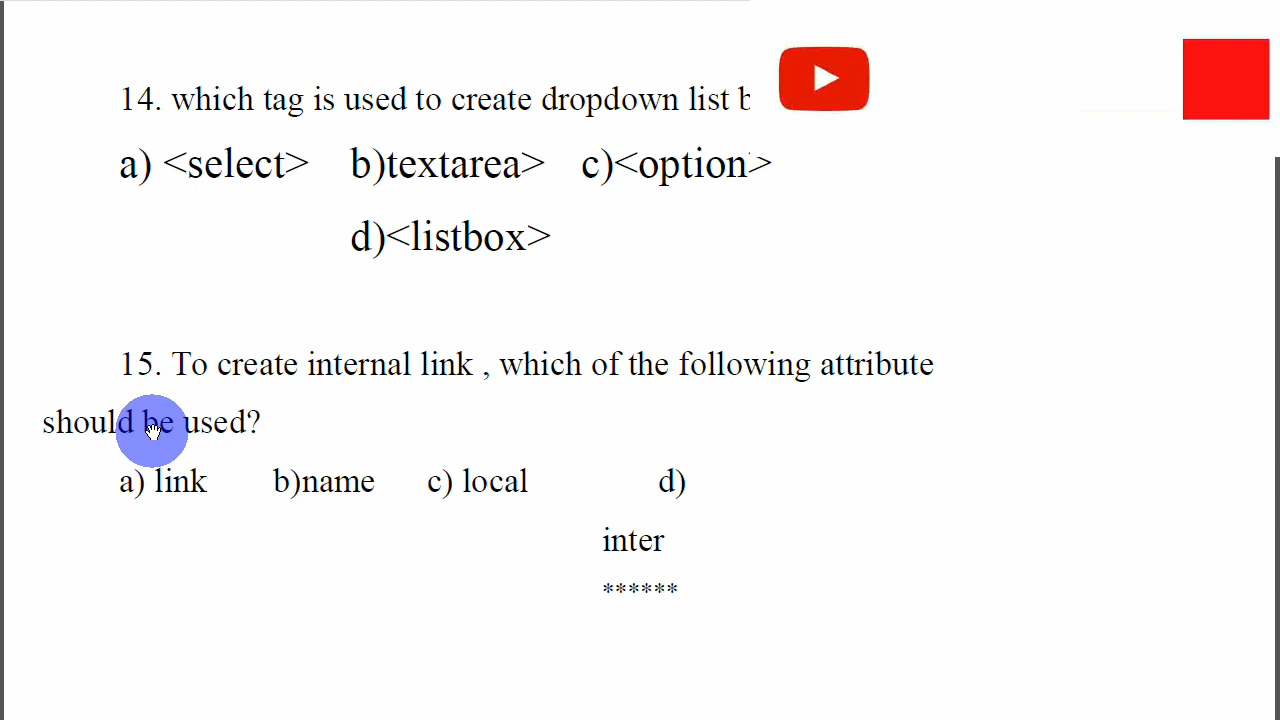 14. which tag is used to create dropdown list
a) <select> b)textarea> c)<option>
d)<listbox>
15. To create internal link , which of the following attribute
should be used?
a) link b)name c) local d)
inter
******